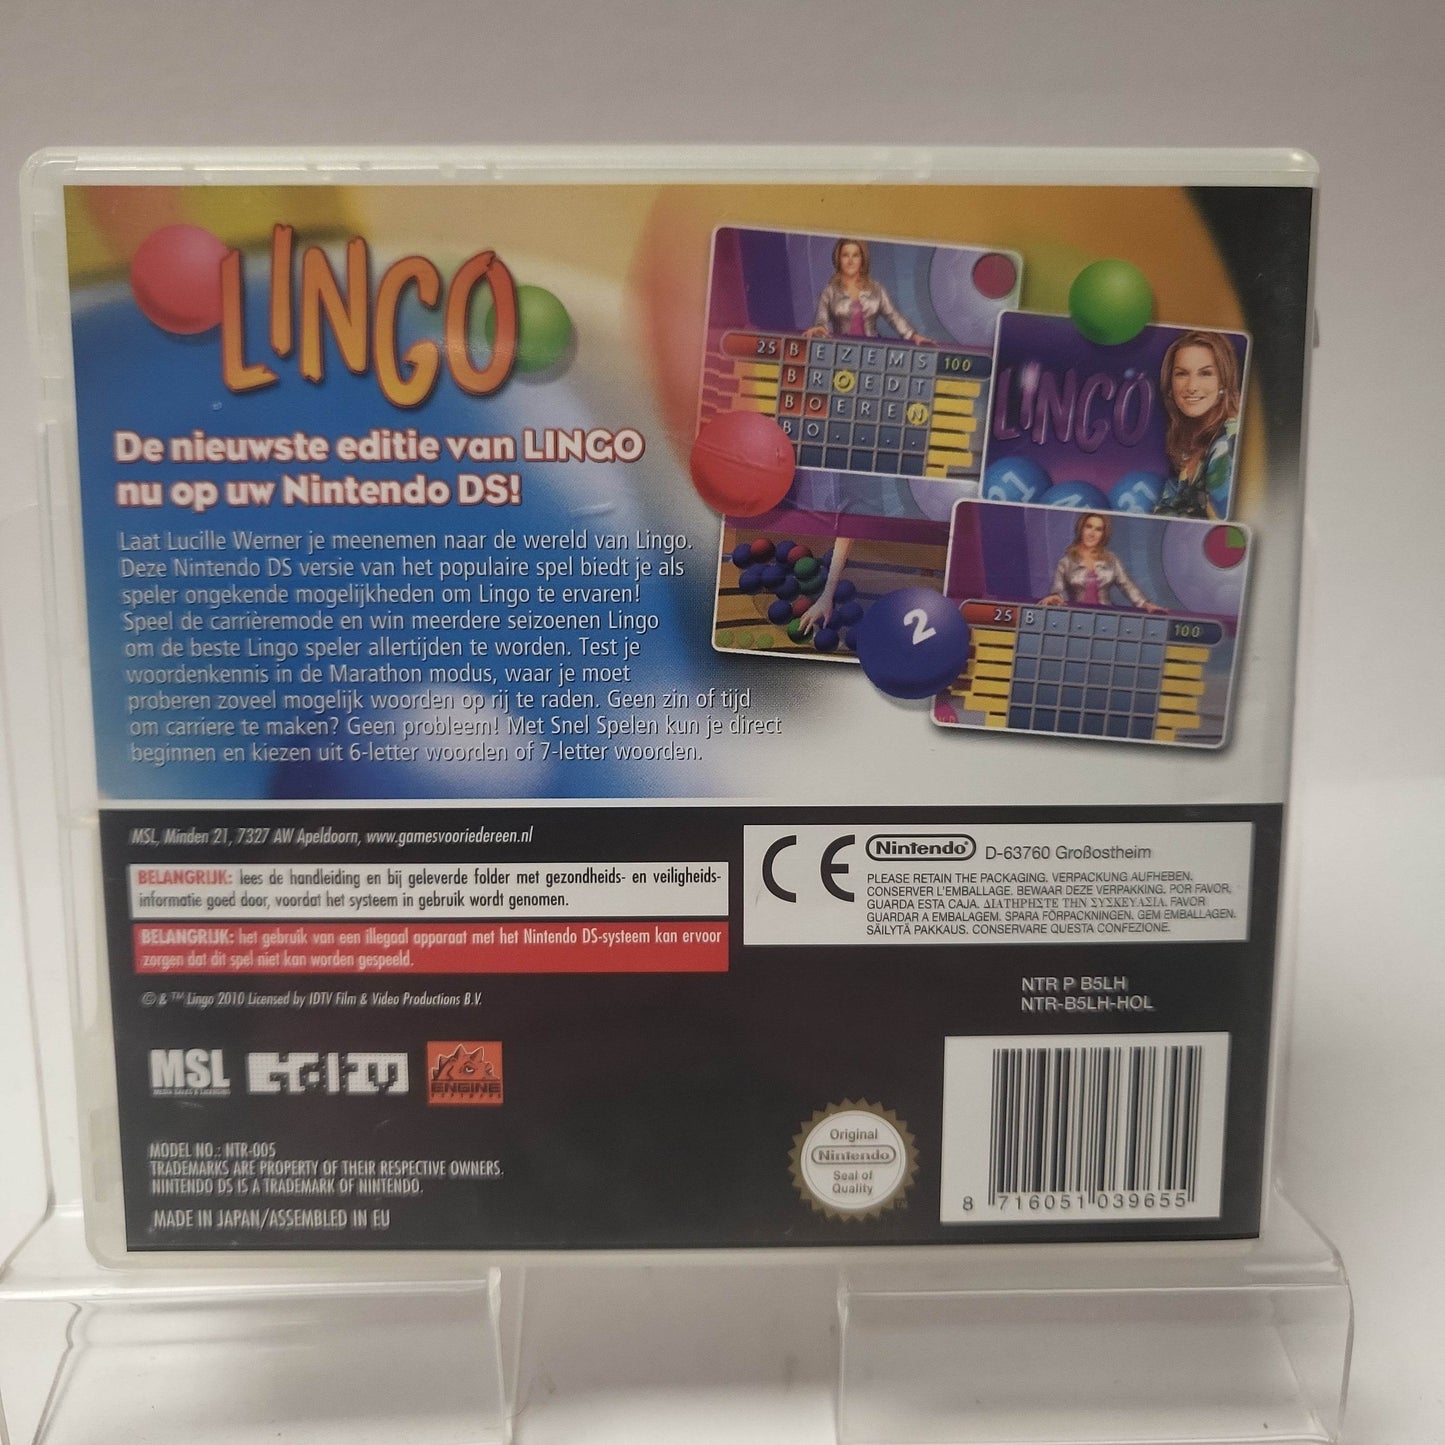 LINGO
De nieuwste editie van LINGO
nu op uw Nintendo DS!
Laat Lucille Werner je meenemen naar de wereld van Lingo.
Deze Nintendo DS versie van het populaire spel biedt je als
speler ongekende mogelijkheden om Lingo te ervaren!
Speel de carrièremode en win meerdere seizoenen Lingo
om de beste Lingo speler allertijden te worden. Test je
woordenkennis in de Marathon modus, waar je moet
proberen zoveel mogelijk woorden op rij te raden. Geen zin of tijd
om carriere te maken? Geen probleem! Met Snel Spelen kun je direct
beginnen en kiezen uit 6-letter woorden of 7-letter woorden.
25 BEZEMS 100
BROEDT
BOEREN
BO....
LINGO
21
31
2
25 B..... 100
MSL, Minden 21, 7327 AW Apeldoorn, www.gamesvooriedereen.nl
BELANGRIJK: lees de handleiding en bij geleverde folder met gezondheids- en veiligheids-
informatie goed door, voordat het systeem in gebruik wordt genomen.
BELANGRIJK: het gebruik van een illegaal apparaat met het Nintendo DS-systeem kan ervoor
zorgen dat dit spel niet kan worden gespeeld.
© & ™ Lingo 2010 Licensed by IDTV Film & Video Productions B.V.
CE Nintendo® D-63760 Großostheim
PLEASE RETAIN THE PACKAGING. VERPACKUNG AUFHEBEN.
CONSERVER L'EMBALLAGE. BEWAAR DEZE VERPAKKING. POR FAVOR,
GUARDA ESTA CAJA. ΔΙΑΤΗΡΗΣΤΕ ΤΗΝ ΣΥΣΚΕΥΑΣΙΑ. FAVOR
GUARDAR A EMBALAGEM. SPARA FÖRPACKNINGEN. GEM EMBALLAGEN.
SÄILYTÄ PAKKAUS. CONSERVARE QUESTA CONFEZIONE.
NTR P B5LH
NTR-B5LH-HOL
MSL
ENGINE
SOFTWARE
MODEL NO.: NTR-005
TRADEMARKS ARE PROPERTY OF THEIR RESPECTIVE OWNERS.
NINTENDO DS IS A TRADEMARK OF NINTENDO.
MADE IN JAPAN/ASSEMBLED IN EU
Original
Nintendo
Seal of
Quality
8 716051 039655